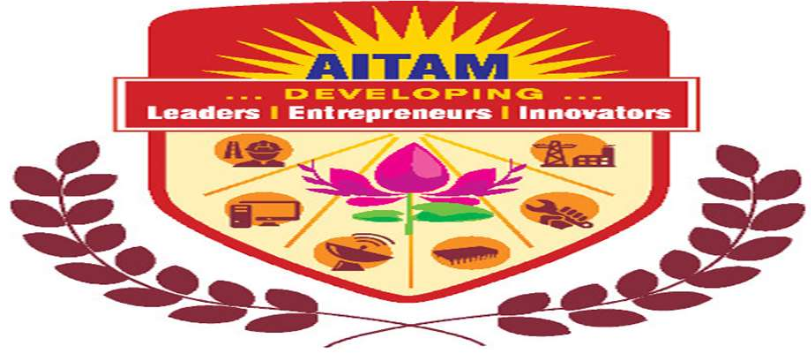 AITAM
... DEVELOPING ...
Leaders | Entrepreneurs | Innovators